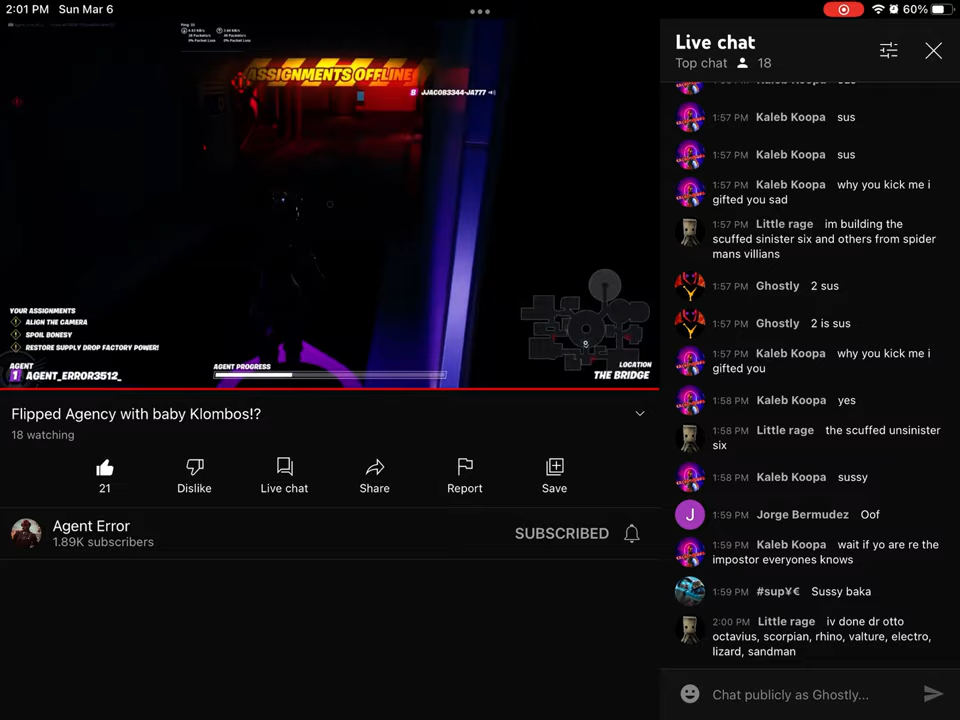 2:01 PM Sun Mar 6
60%
ASSIGNMENTS OFFLINE
8 JJACOB3344-JA777
YOUR ASSIGNMENTS
ALIGN THE CAMERA
SPOIL BONESY
RESTORE SUPPLY DROP FACTORY POWER!
AGENT
1 AGENT_ERROR3512_
AGENT PROGRESS
LOCATION
THE BRIDGE
Flipped Agency with baby Klombos!?
18 watching
21
Dislike
Live chat
Share
Report
Save
Agent Error
1.89K subscribers
SUBSCRIBED
Live chat
Top chat 18
1:57 PM Kaleb Koopa sus
1:57 PM Kaleb Koopa sus
1:57 PM Kaleb Koopa why you kick me i
gifted you sad
1:57 PM Little rage im building the
scuffed sinister six and others from spider
mans villians
1:57 PM Ghostly 2 sus
1:57 PM Ghostly 2 is sus
1:57 PM Kaleb Koopa why you kick me i
gifted you
1:58 PM Kaleb Koopa yes
1:58 PM Little rage the scuffed unsinister
six
1:58 PM Kaleb Koopa sussy
J 1:59 PM Jorge Bermudez Oof
1:59 PM Kaleb Koopa wait if yo are re the
impostor everyones knows
1:59 PM #sup¥€ Sussy baka
2:00 PM Little rage iv done dr otto
octavius, scorpian, rhino, valture, electro,
lizard, sandman
Chat publicly as Ghostly...